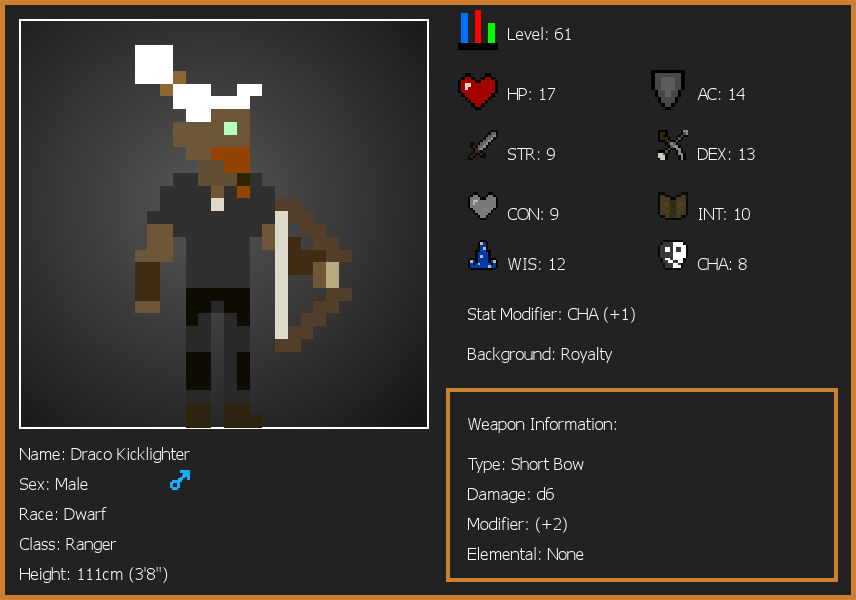 Level: 61
HP: 17
AC: 14
STR: 9
DEX: 13
CON: 9
INT: 10
WIS: 12
CHA: 8
Stat Modifier: CHA (+1)
Background: Royalty
Weapon Information:
Type: Short Bow
Damage: d6
Modifier: (+2)
Elemental: None
Name: Draco Kicklighter
Sex: Male
Race: Dwarf
Class: Ranger
Height: 111cm (3'8")